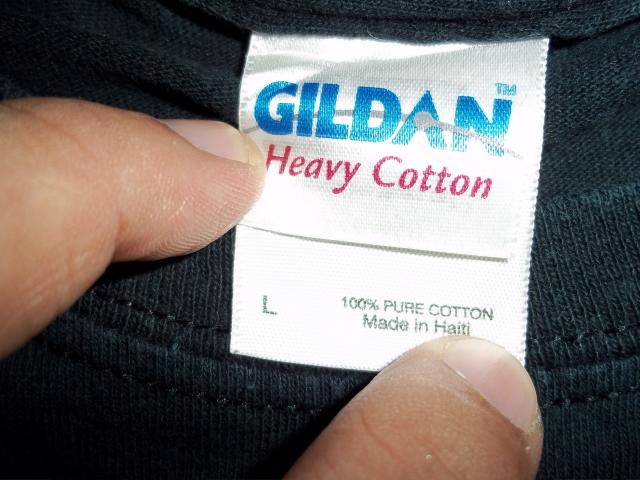 GILDAN™
Heavy Cotton
L
100% PURE COTTON
Made in Haiti